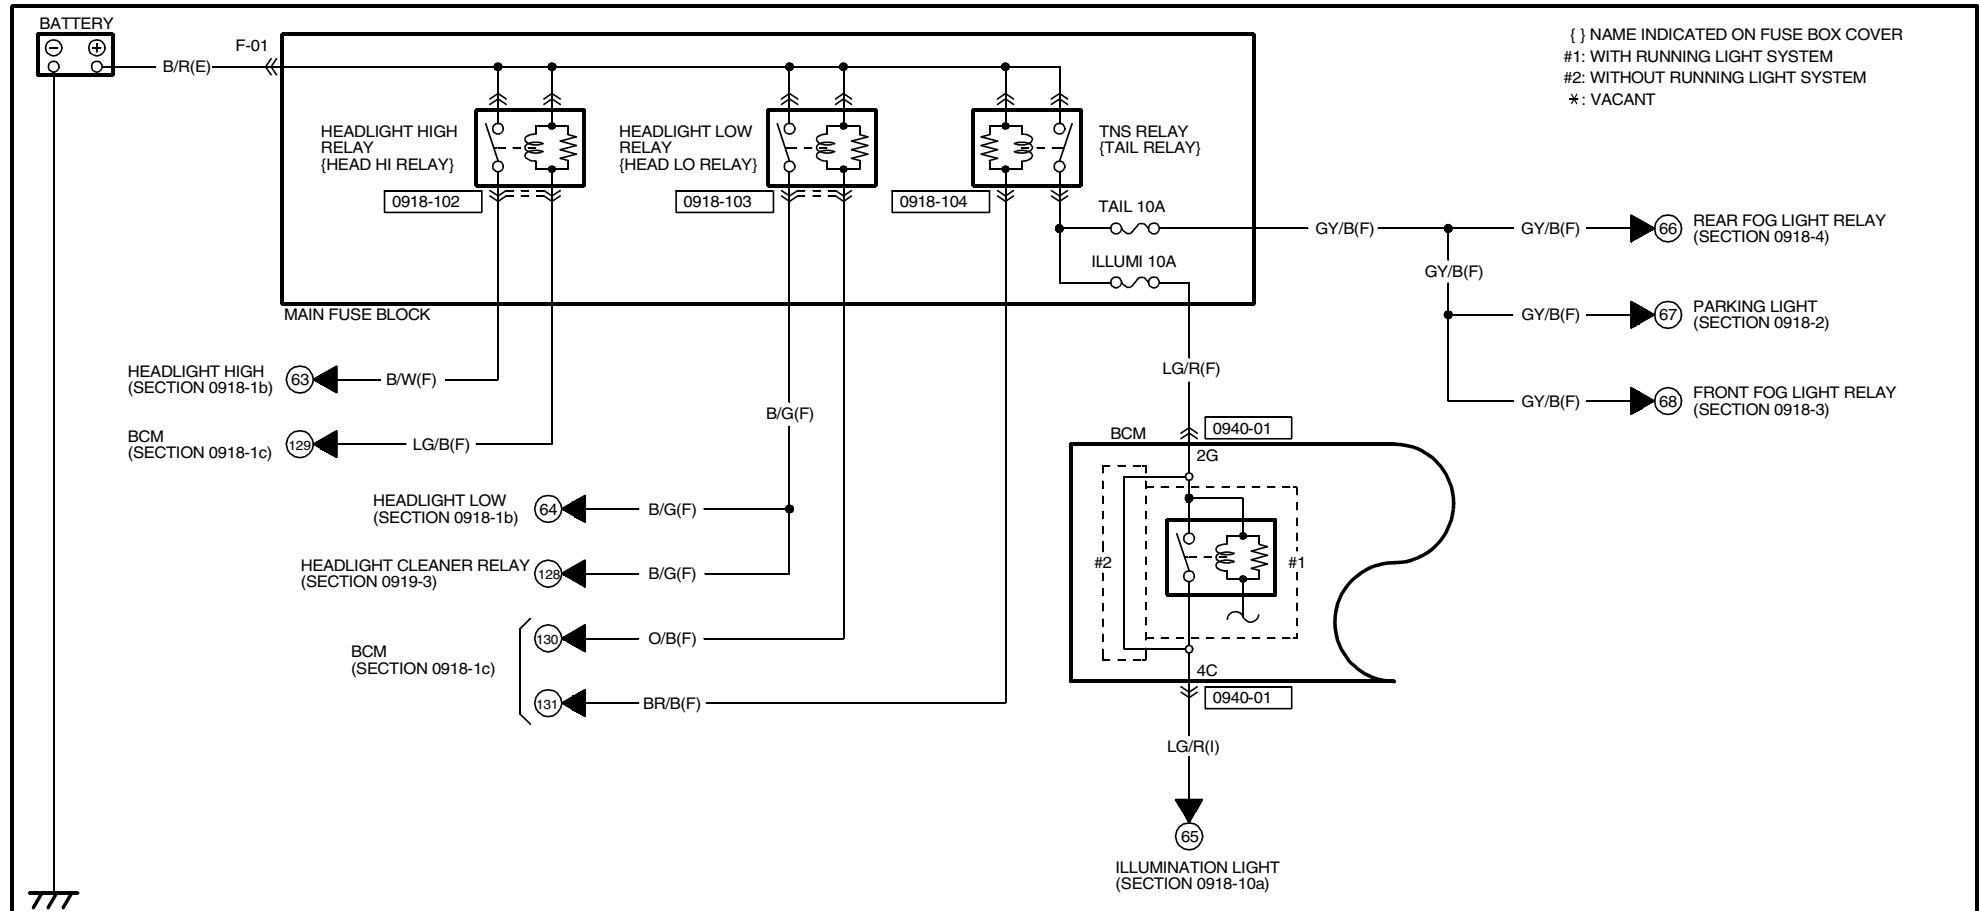 BATTERY
B/R(E)
F-01
{ } NAME INDICATED ON FUSE BOX COVER
#1: WITH RUNNING LIGHT SYSTEM
#2: WITHOUT RUNNING LIGHT SYSTEM
*: VACANT
HEADLIGHT HIGH
RELAY
{HEAD HI RELAY}
0918-102
HEADLIGHT LOW
RELAY
{HEAD LO RELAY}
0918-103
TNS RELAY
{TAIL RELAY}
0918-104
TAIL 10A
ILLUMI 10A
MAIN FUSE BLOCK
GY/B(F)
GY/B(F)
66
REAR FOG LIGHT RELAY
(SECTION 0918-4)
GY/B(F)
GY/B(F)
67
PARKING LIGHT
(SECTION 0918-2)
GY/B(F)
68
FRONT FOG LIGHT RELAY
(SECTION 0918-3)
HEADLIGHT HIGH
(SECTION 0918-1b)
63
B/W(F)
BCM
(SECTION 0918-1c)
129
LG/B(F)
B/G(F)
HEADLIGHT LOW
(SECTION 0918-1b)
64
B/G(F)
HEADLIGHT CLEANER RELAY
(SECTION 0919-3)
128
B/G(F)
BCM
(SECTION 0918-1c)
130
O/B(F)
131
BR/B(F)
LG/R(F)
BCM
0940-01
2G
#2
#1
4C
0940-01
LG/R(I)
65
ILLUMINATION LIGHT
(SECTION 0918-10a)